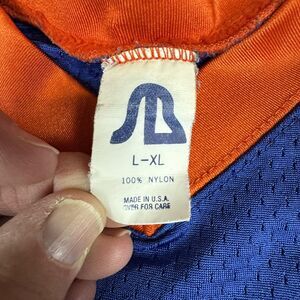 L-XL
100% NYLON
MADE IN U.S.A.
OVER FOR CARE